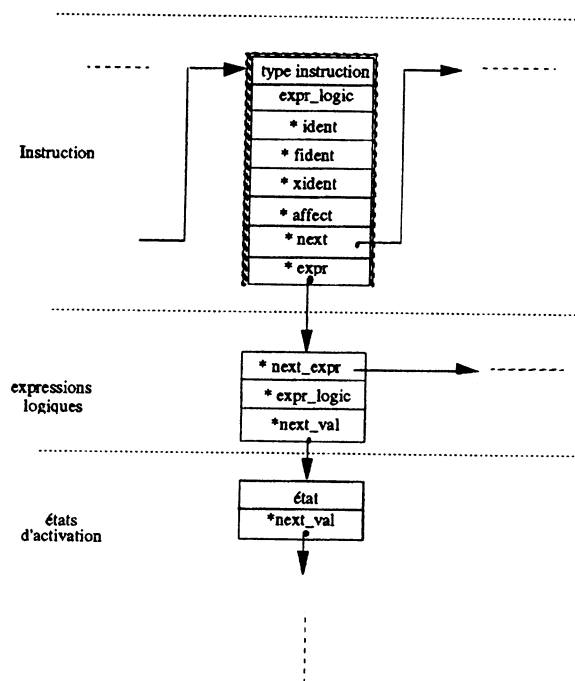 type instruction
expr_logic
* ident
* fident
* xident
* affect
* next
* expr
Instruction
* next_expr
* expr_logic
*next_val
expressions
logiques
état
*next_val
états
d'activation